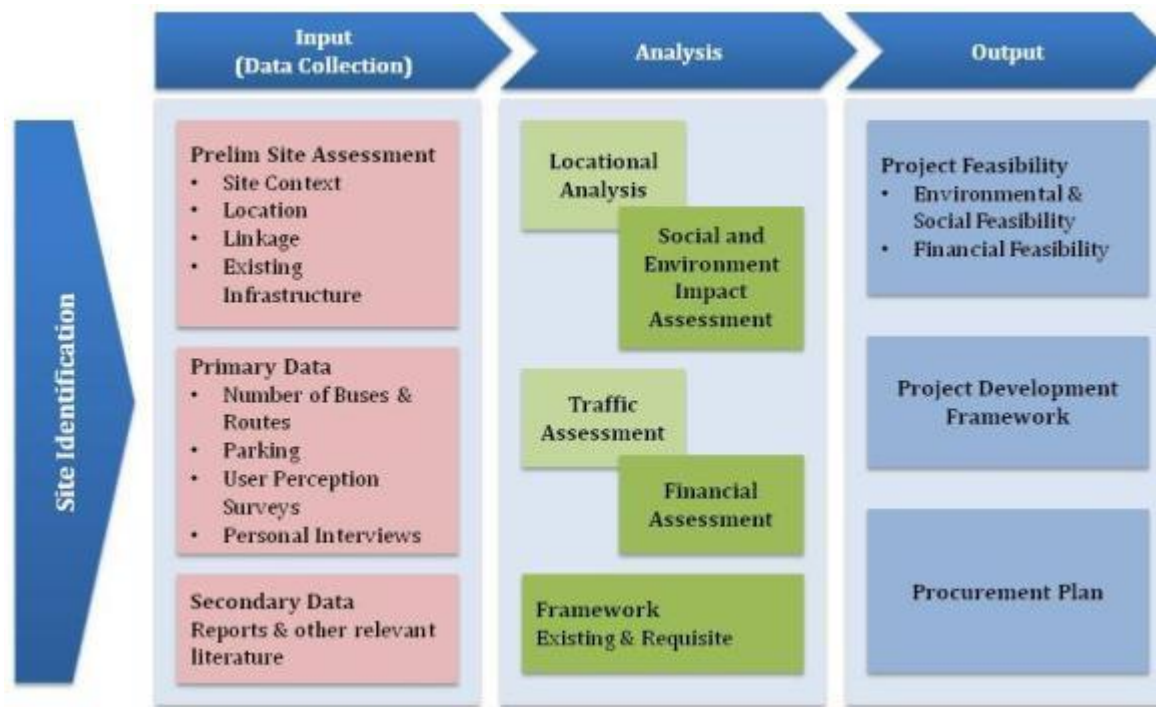 Input
(Data Collection)
Analysis
Output
Site Identification
Prelim Site Assessment
• Site Context
• Location
• Linkage
• Existing
Infrastructure
Primary Data
• Number of Buses &
Routes
• Parking
• User Perception
Surveys
• Personal Interviews
Secondary Data
Reports & other relevant
literature
Locational
Analysis
Social and
Environment
Impact
Assessment
Traffic
Assessment
Financial
Assessment
Framework
Existing & Requisite
Project Feasibility
• Environmental &
Social Feasibility
• Financial Feasibility
Project Development
Framework
Procurement Plan